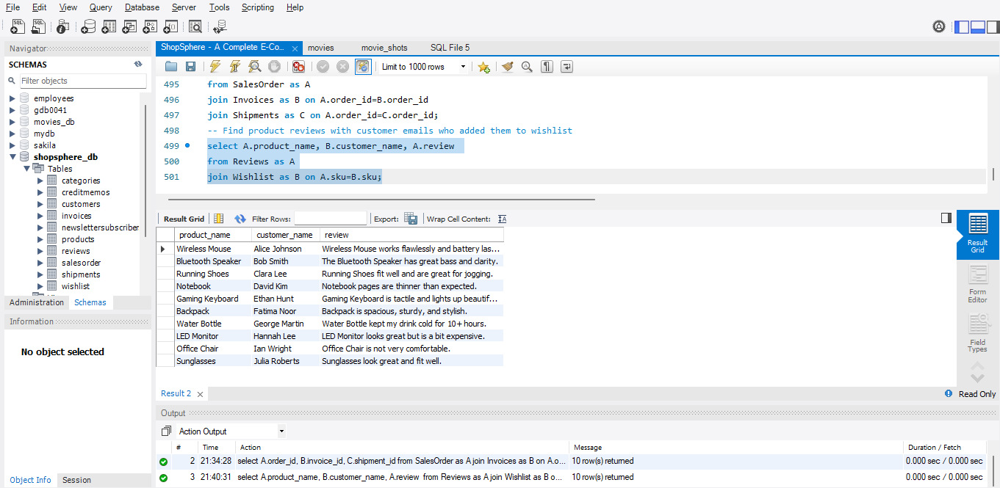 File Edit View Query Database Server Tools Scripting Help
Navigator
SCHEMAS
Filter objects
employees
gdb0041
movies_db
mydb
sakila
shopsphere_db
Tables
categories
creditmemos
customers
invoices
newslettersubscriber
products
reviews
salesorder
shipments
wishlist
Administration Schemas
Information
No object selected
Object Info Session
ShopSphere - A Complete E-Co... movies movie_shots SQL File 5
Limit to 1000 rows
495 from SalesOrder as A
496 join Invoices as B on A.order_id=B.order_id
497 join Shipments as C on A.order_id=C.order_id;
498 -- Find product reviews with customer emails who added them to wishlist
499 select A.product_name, B.customer_name, A.review
500 from Reviews as A
501 join Wishlist as B on A.sku=B.sku;
Result Grid Filter Rows: Export: Wrap Cell Content:
product_name customer_name review
Wireless Mouse Alice Johnson Wireless Mouse works flawlessly and battery las...
Bluetooth Speaker Bob Smith The Bluetooth Speaker has great bass and clarity.
Running Shoes Clara Lee Running Shoes fit well and are great for jogging.
Notebook David Kim Notebook pages are thinner than expected.
Gaming Keyboard Ethan Hunt Gaming Keyboard is tactile and lights up beautif...
Backpack Fatima Noor Backpack is spacious, sturdy, and stylish.
Water Bottle George Martin Water Bottle kept my drink cold for 10+ hours.
LED Monitor Hannah Lee LED Monitor looks great but is a bit expensive.
Office Chair Ian Wright Office Chair is not very comfortable.
Sunglasses Julia Roberts Sunglasses look great and fit well.
Result
Grid
Form
Editor
Field
Types
Result 2
Read Only
Output
Action Output
# Time Action Message Duration / Fetch
2 21:34:28 select A.order_id, B.invoice_id, C.shipment_id from SalesOrder as A join Invoices as B on A.o... 10 row(s) returned 0.000 sec / 0.000 sec
3 21:40:31 select A.product_name, B.customer_name, A.review from Reviews as A join Wishlist as B o... 10 row(s) returned 0.000 sec / 0.000 sec